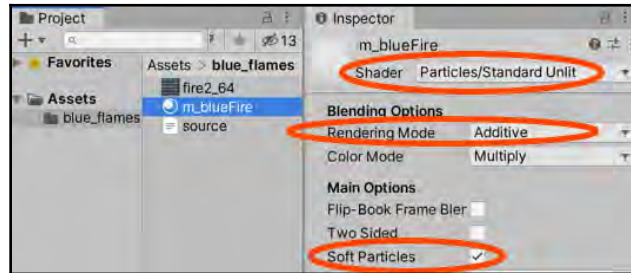 Project
13
Favorites
Assets > blue_flames
fire2_64
m_blueFire
source
Assets
blue_flames
Inspector
m_blueFire
Shader Particles/Standard Unlit
Blending Options
Rendering Mode Additive
Color Mode Multiply
Main Options
Flip-Book Frame Bler
Two Sided
Soft Particles